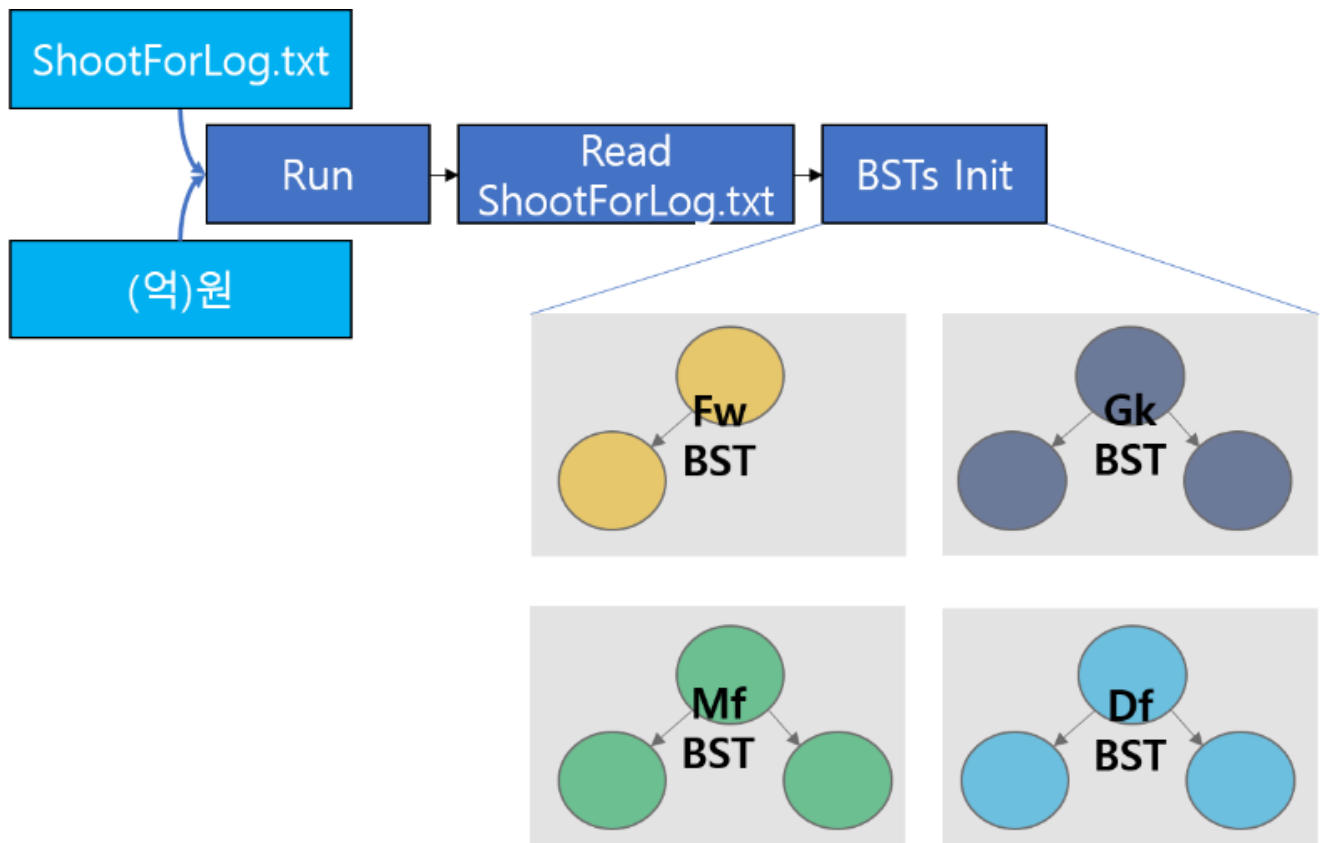 ShootForLog.txt
Run
Read
ShootForLog.txt
BSTs Init
(억)원
Fw
BST
Gk
BST
Mf
BST
Df
BST